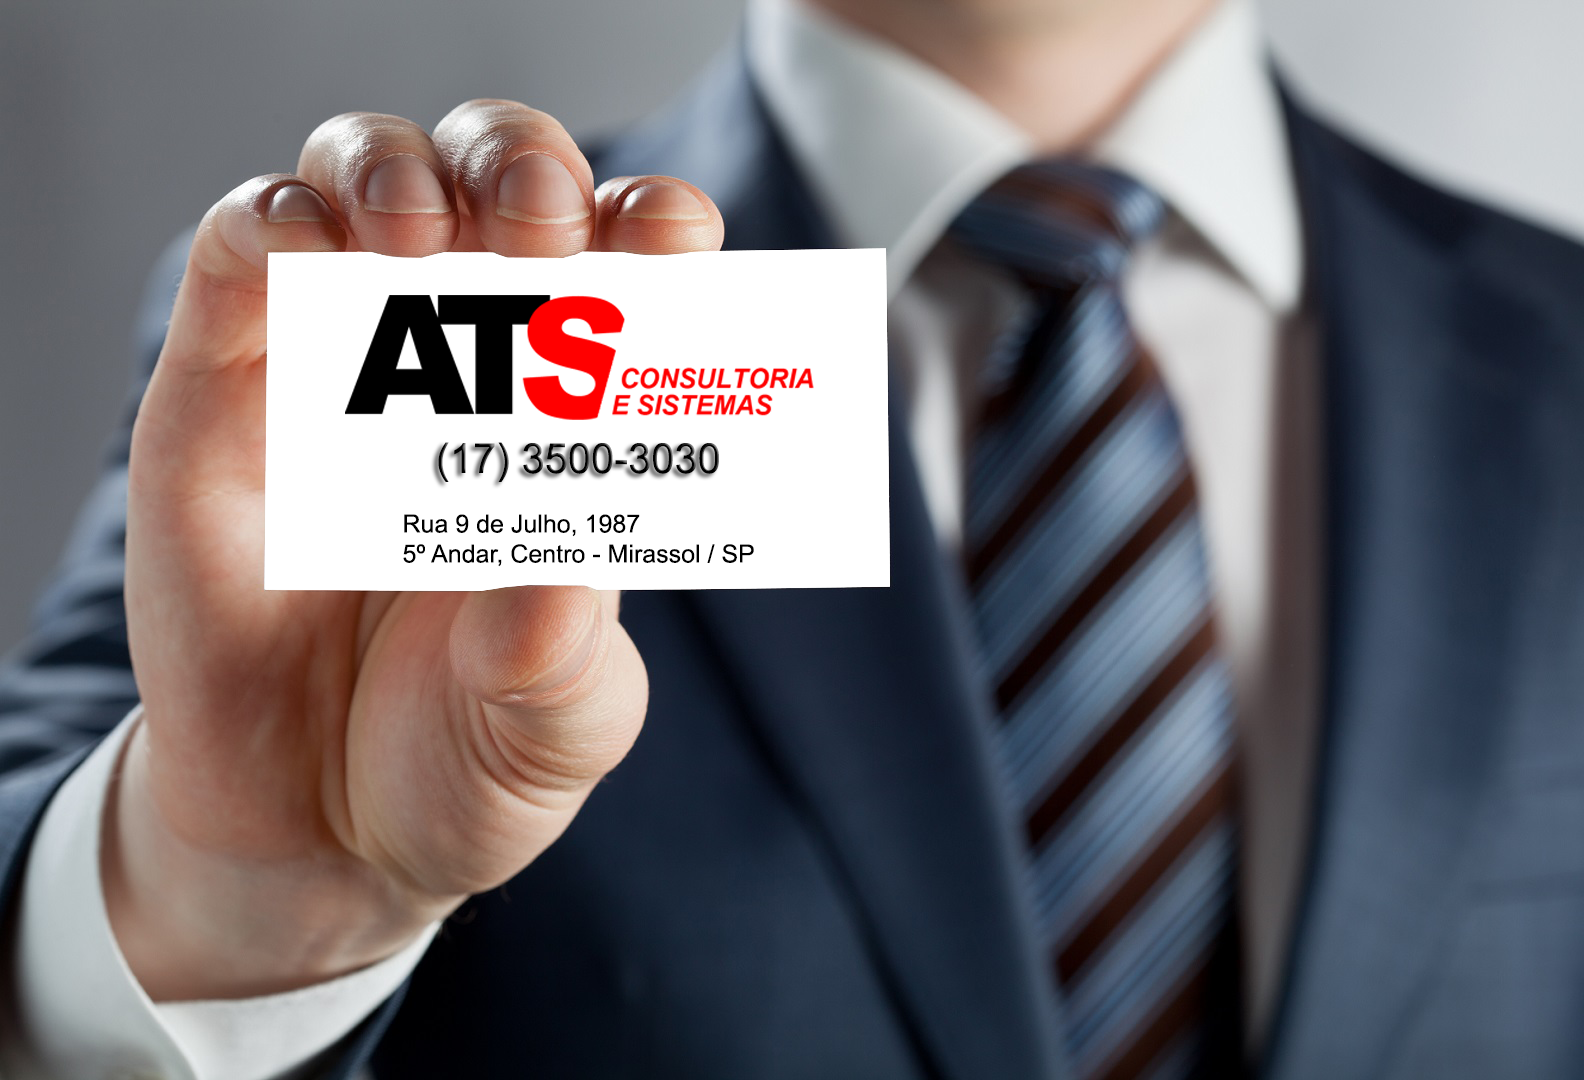 ATS CONSULTORIA
E SISTEMAS
(17) 3500-3030
Rua 9 de Julho, 1987
5º Andar, Centro - Mirassol / SP